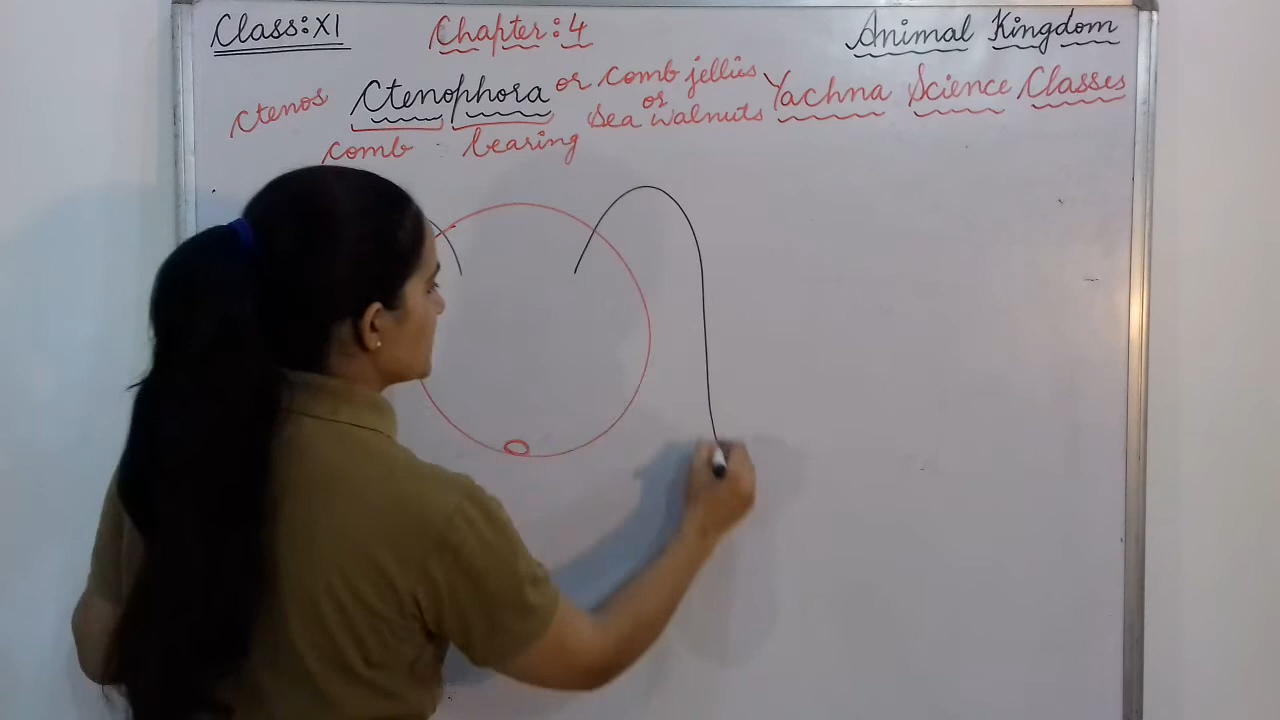 Class:XI Chapter:4 Animal Kingdom
ctenos Ctenophora or comb jellies Yachna Science Classes
or
Sea walnuts
comb bearing